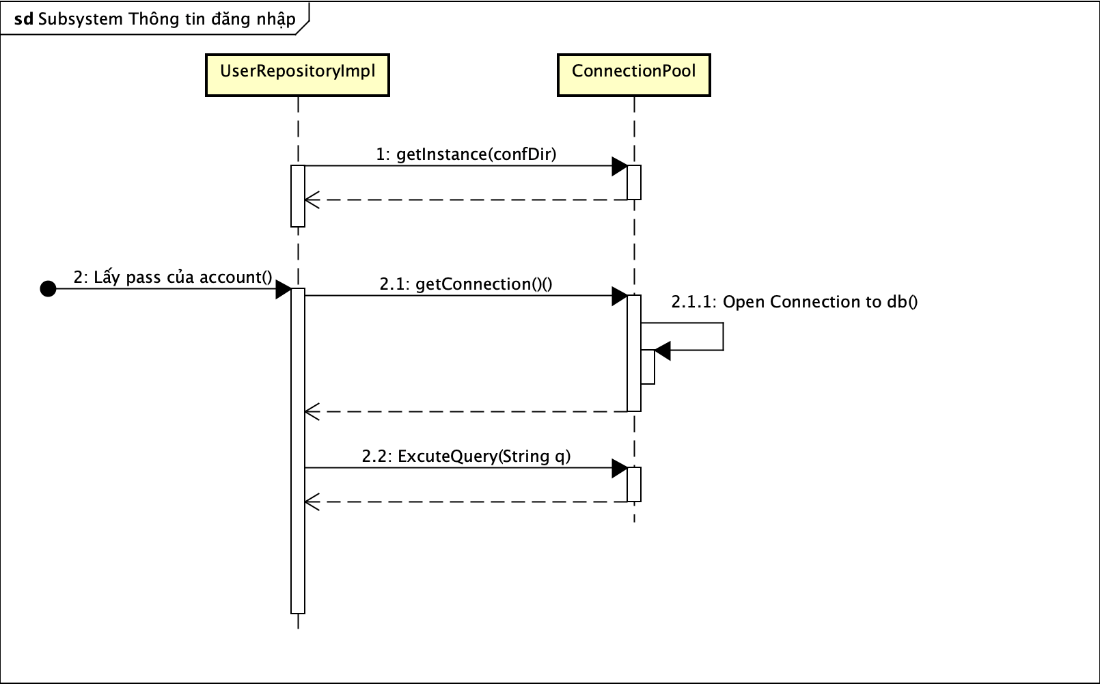 sd Subsystem Thông tin đăng nhập
UserRepositoryImpl
ConnectionPool
1: getInstance(confDir)
2: Lấy pass của account()
2.1: getConnection()()
2.1.1: Open Connection to db()
2.2: ExcuteQuery(String q)